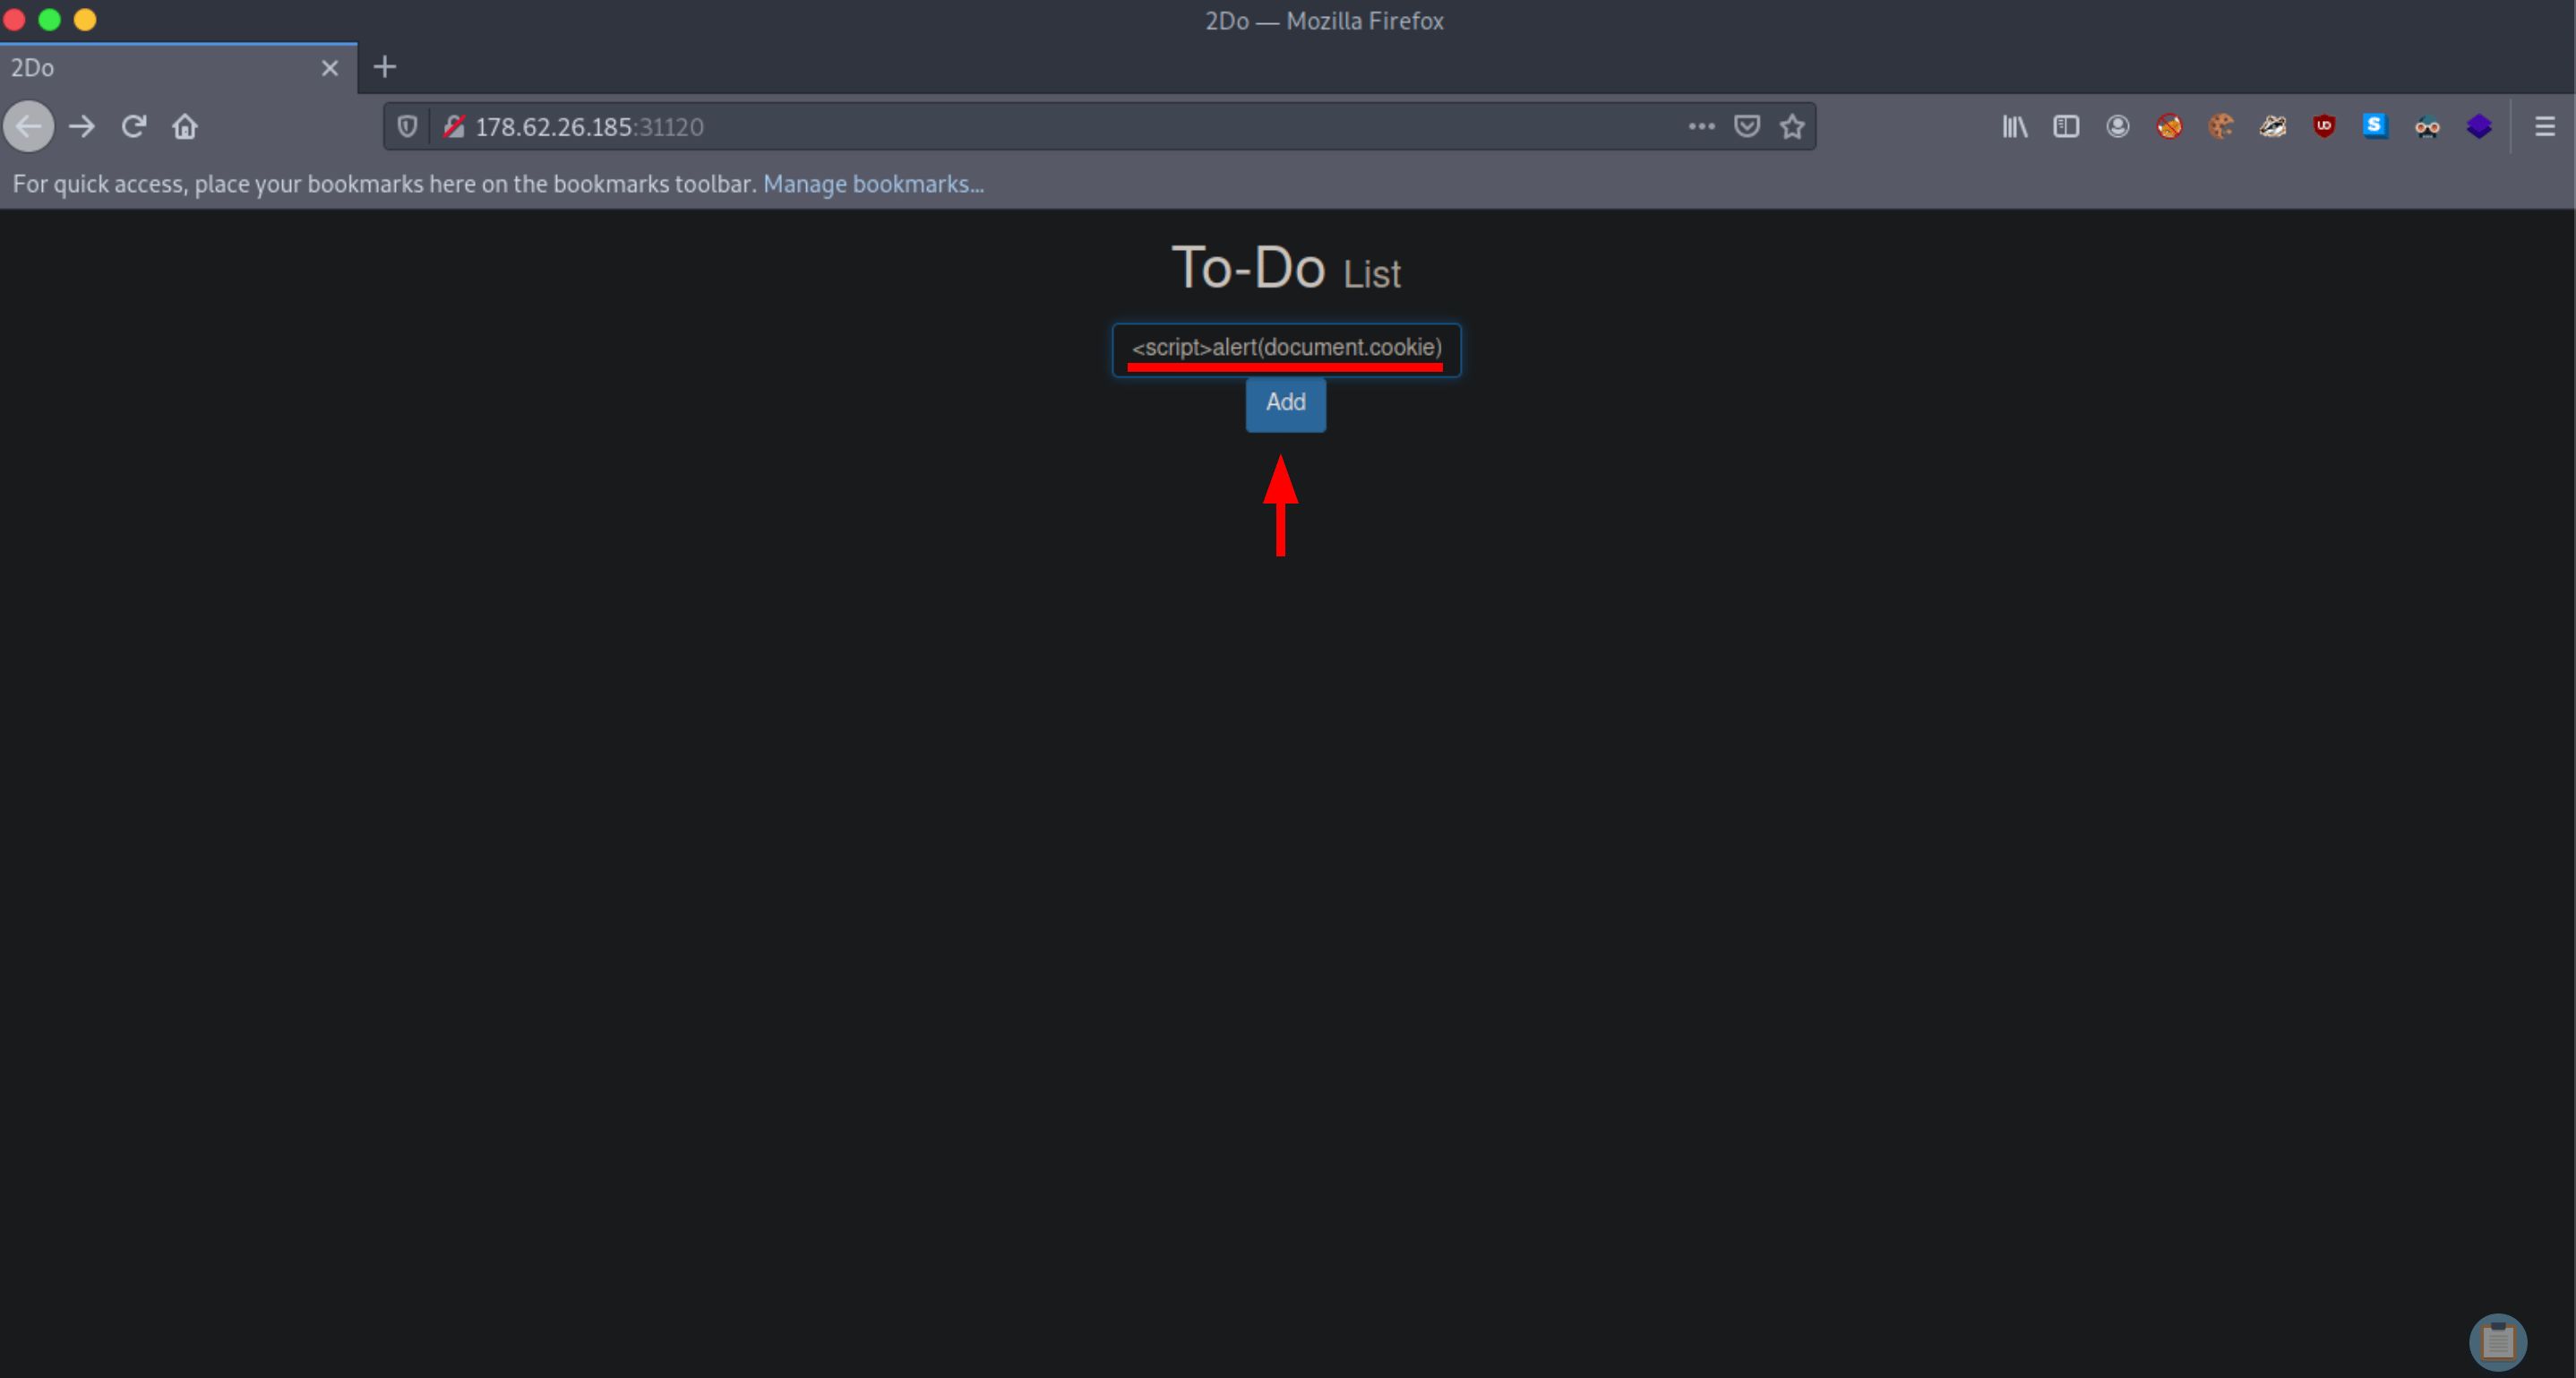 2Do — Mozilla Firefox
2Do
178.62.26.185:31120
For quick access, place your bookmarks here on the bookmarks toolbar. Manage bookmarks...
To-Do List
<script>alert(document.cookie)
Add